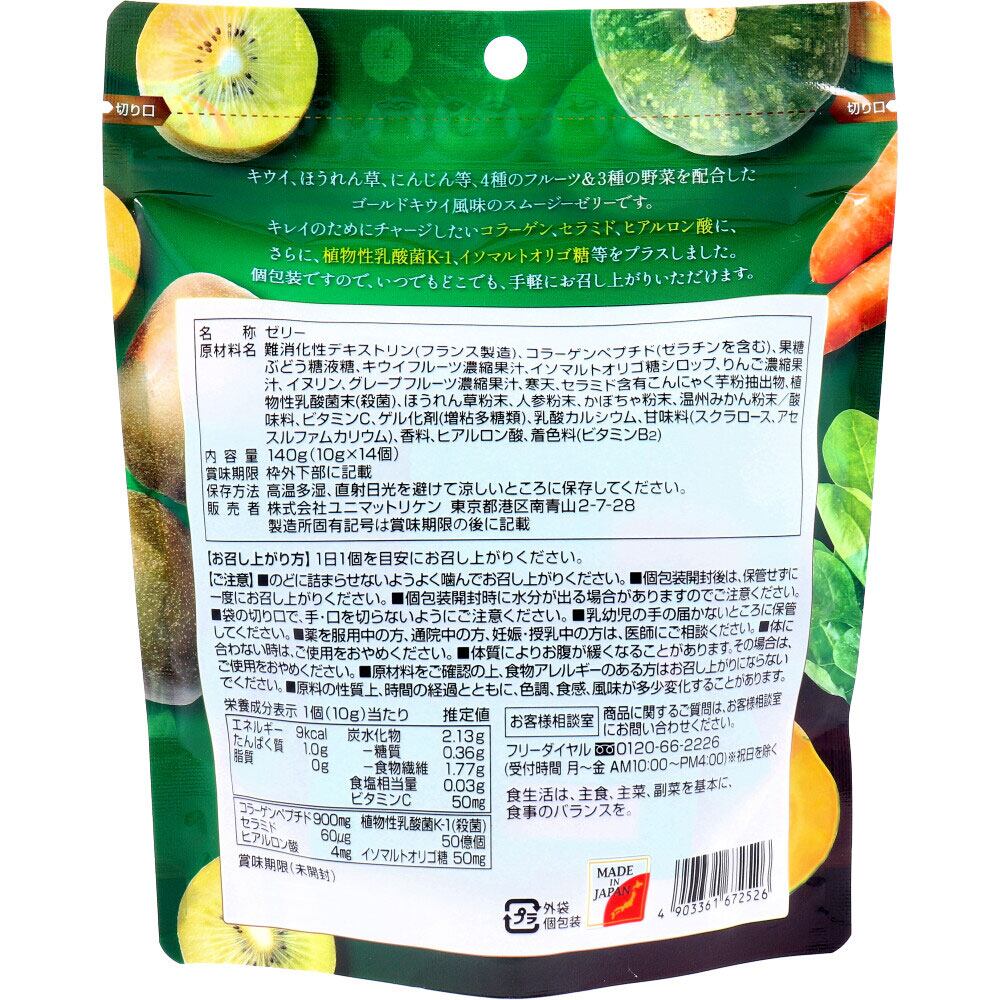 切り口
切り口
キウイ、ほうれん草、にんじん等、4種のフルーツ&3種の野菜を配合した
ゴールドキウイ風味のスムージーゼリーです。
キレイのためにチャージしたいコラーゲン、セラミド、ヒアルロン酸に、
さらに、植物性乳酸菌K-1、イソマルトオリゴ糖等をプラスしました。
個包装ですので、いつでもどこでも、手軽にお召し上がりいただけます。
名 称 ゼリー
原材料名 難消化性デキストリン(フランス製造)、コラーゲンペプチド(ゼラチンを含む)、果糖
ぶどう糖液糖、キウイフルーツ濃縮果汁、イソマルトオリゴ糖シロップ、りんご濃縮果
汁、イヌリン、グレープフルーツ濃縮果汁、寒天、セラミド含有こんにゃく芋粉抽出物、植
物性乳酸菌末(殺菌)、ほうれん草粉末、人参粉末、かぼちゃ粉末、温州みかん粉末/酸
味料、ビタミンC、ゲル化剤(増粘多糖類)、乳酸カルシウム、甘味料(スクラロース、アセ
スルファムカリウム)、香料、ヒアルロン酸、着色料(ビタミンB2)
内容量 140g(10g×14個)
賞味期限 枠外下部に記載
保存方法 高温多湿、直射日光を避けて涼しいところに保存してください。
販売者 株式会社ユニマットリケン 東京都港区南青山2-7-28
製造所固有記号は賞味期限の後に記載
【お召し上がり方】1日1個を目安にお召し上がりください。
【ご注意】■のどに詰まらせないようよく噛んでお召し上がりください。■個包装開封後は、保管せずに
一度にお召し上がりください。■個包装開封時に水分が出る場合がありますのでご注意ください。
■袋の切り口で、手・口を切らないようにご注意ください。■乳幼児の手の届かないところに保管
してください。■薬を服用中の方、通院中の方、妊娠・授乳中の方は、医師にご相談ください。■体に
合わない時は、ご使用をおやめください。■体質によりお腹が緩くなることがあります。その場合は、
ご使用をおやめください。■原材料をご確認の上、食物アレルギーのある方はお召し上がりにならない
でください。■原料の性質上、時間の経過とともに、色調、食感、風味が多少変化することがあります。
栄養成分表示 1個(10g)当たり 推定値
エネルギー 9kcal 炭水化物 2.13g
たんぱく質 1.0g −糖質 0.36g
脂質 0g −食物繊維 1.77g
食塩相当量 0.03g
ビタミンC 50mg
コラーゲンペプチド 900mg 植物性乳酸菌K-1(殺菌)
セラミド 60μg 50億個
ヒアルロン酸 4mg イソマルトオリゴ糖 50mg
賞味期限(未開封)
お客様相談室 商品に関するご質問は、お客様相談室
にお問い合わせください。
フリーダイヤル 0120-66-2226
(受付時間 月〜金 AM10:00〜PM4:00)※祝日を除く
食生活は、主食、主菜、副菜を基本に、
食事のバランスを。
プラ
外袋
個包装
MADE
IN
JAPAN
4 903361 672526